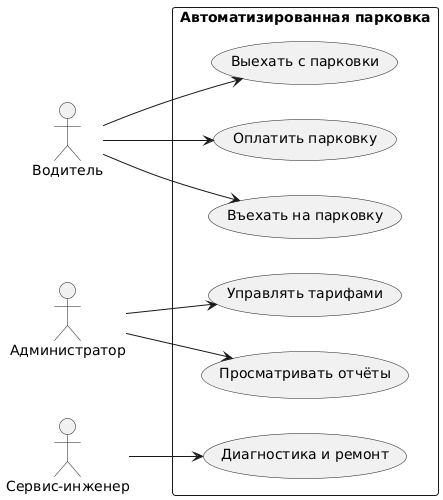 Автоматизированная парковка
Выехать с парковки
Оплатить парковку
Водитель
Въехать на парковку
Управлять тарифами
Администратор
Просматривать отчёты
Диагностика и ремонт
Сервис-инженер